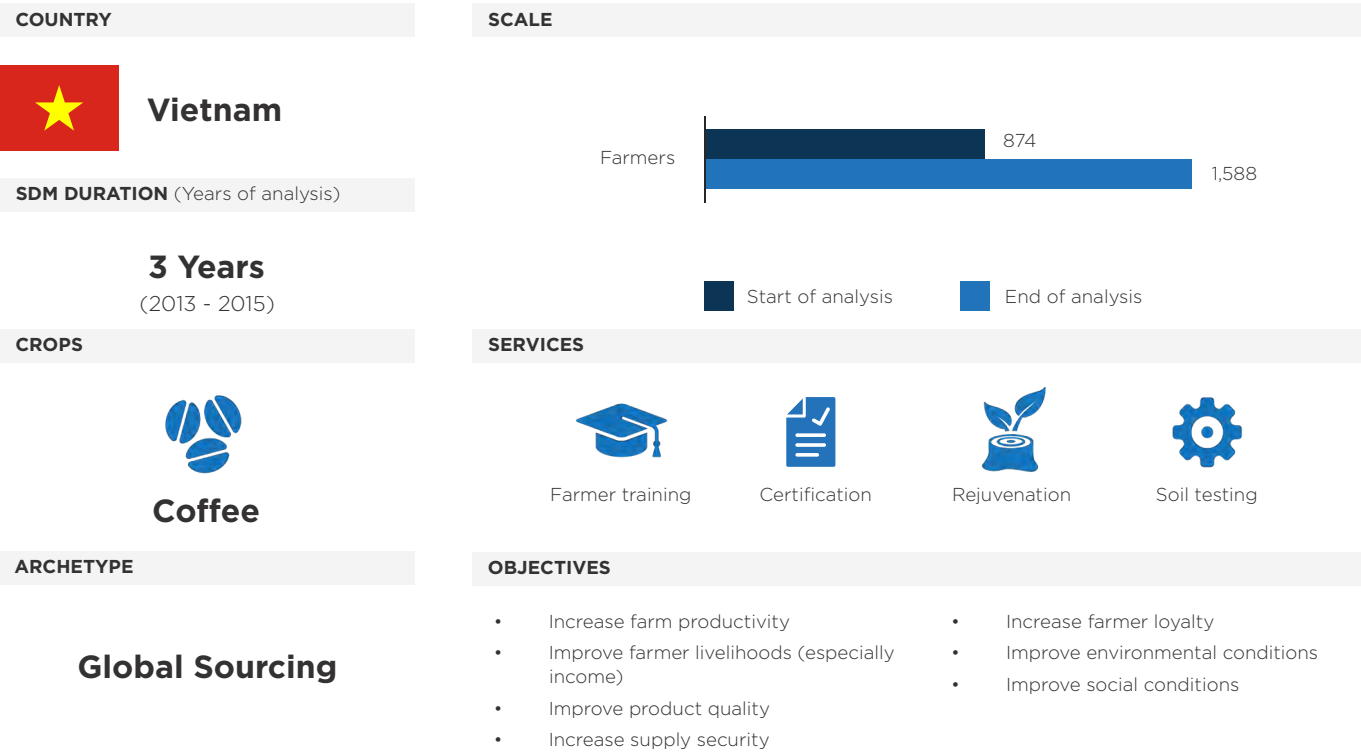 COUNTRY
Vietnam
SDM DURATION (Years of analysis)
3 Years
(2013 - 2015)
CROPS
Coffee
ARCHETYPE
Global Sourcing
SCALE
Farmers
874
1,588
Start of analysis
End of analysis
SERVICES
Farmer training
Certification
Rejuvenation
Soil testing
OBJECTIVES
• Increase farm productivity
• Improve farmer livelihoods (especially
income)
• Improve product quality
• Increase supply security
• Increase farmer loyalty
• Improve environmental conditions
• Improve social conditions